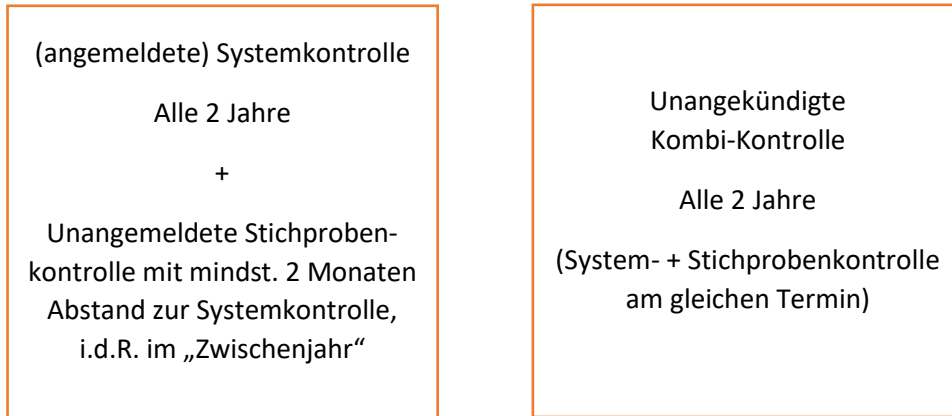 (angemeldete) Systemkontrolle
Alle 2 Jahre
+
Unangemeldete Stichproben-
kontrolle mit mindst. 2 Monaten
Abstand zur Systemkontrolle,
i.d.R. im „Zwischenjahr“
Unangekündigte
Kombi-Kontrolle
Alle 2 Jahre
(System- + Stichprobenkontrolle
am gleichen Termin)